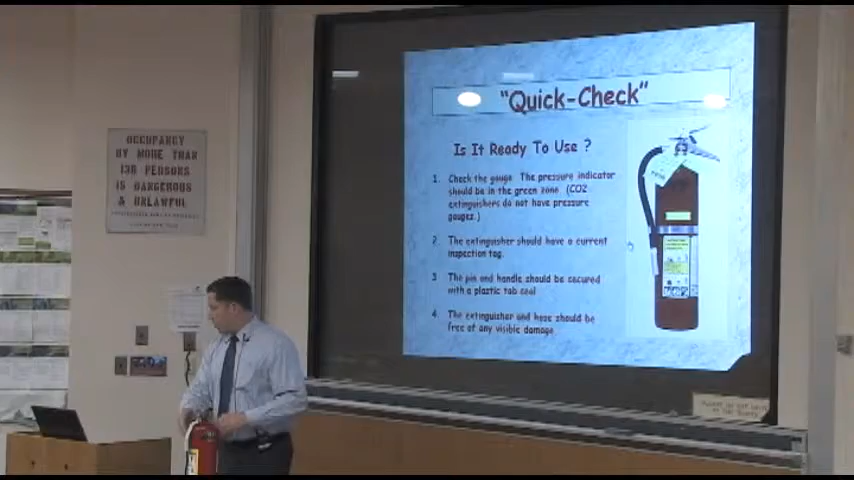 OCCUPANCY
BY MORE THAN
130 PERSONS
IS DANGEROUS
& UNLAWFUL
"Quick-Check"
Is It Ready To Use ?
1. Check the gauge. The pressure indicator
should be in the green zone (CO2
extinguishers do not have pressure
gauges.)
2. The extinguisher should have a current
inspection tag.
3 The pin and handle should be secured
with a plastic tab seal
4. The extinguisher and hose should be
free of any visible damage.